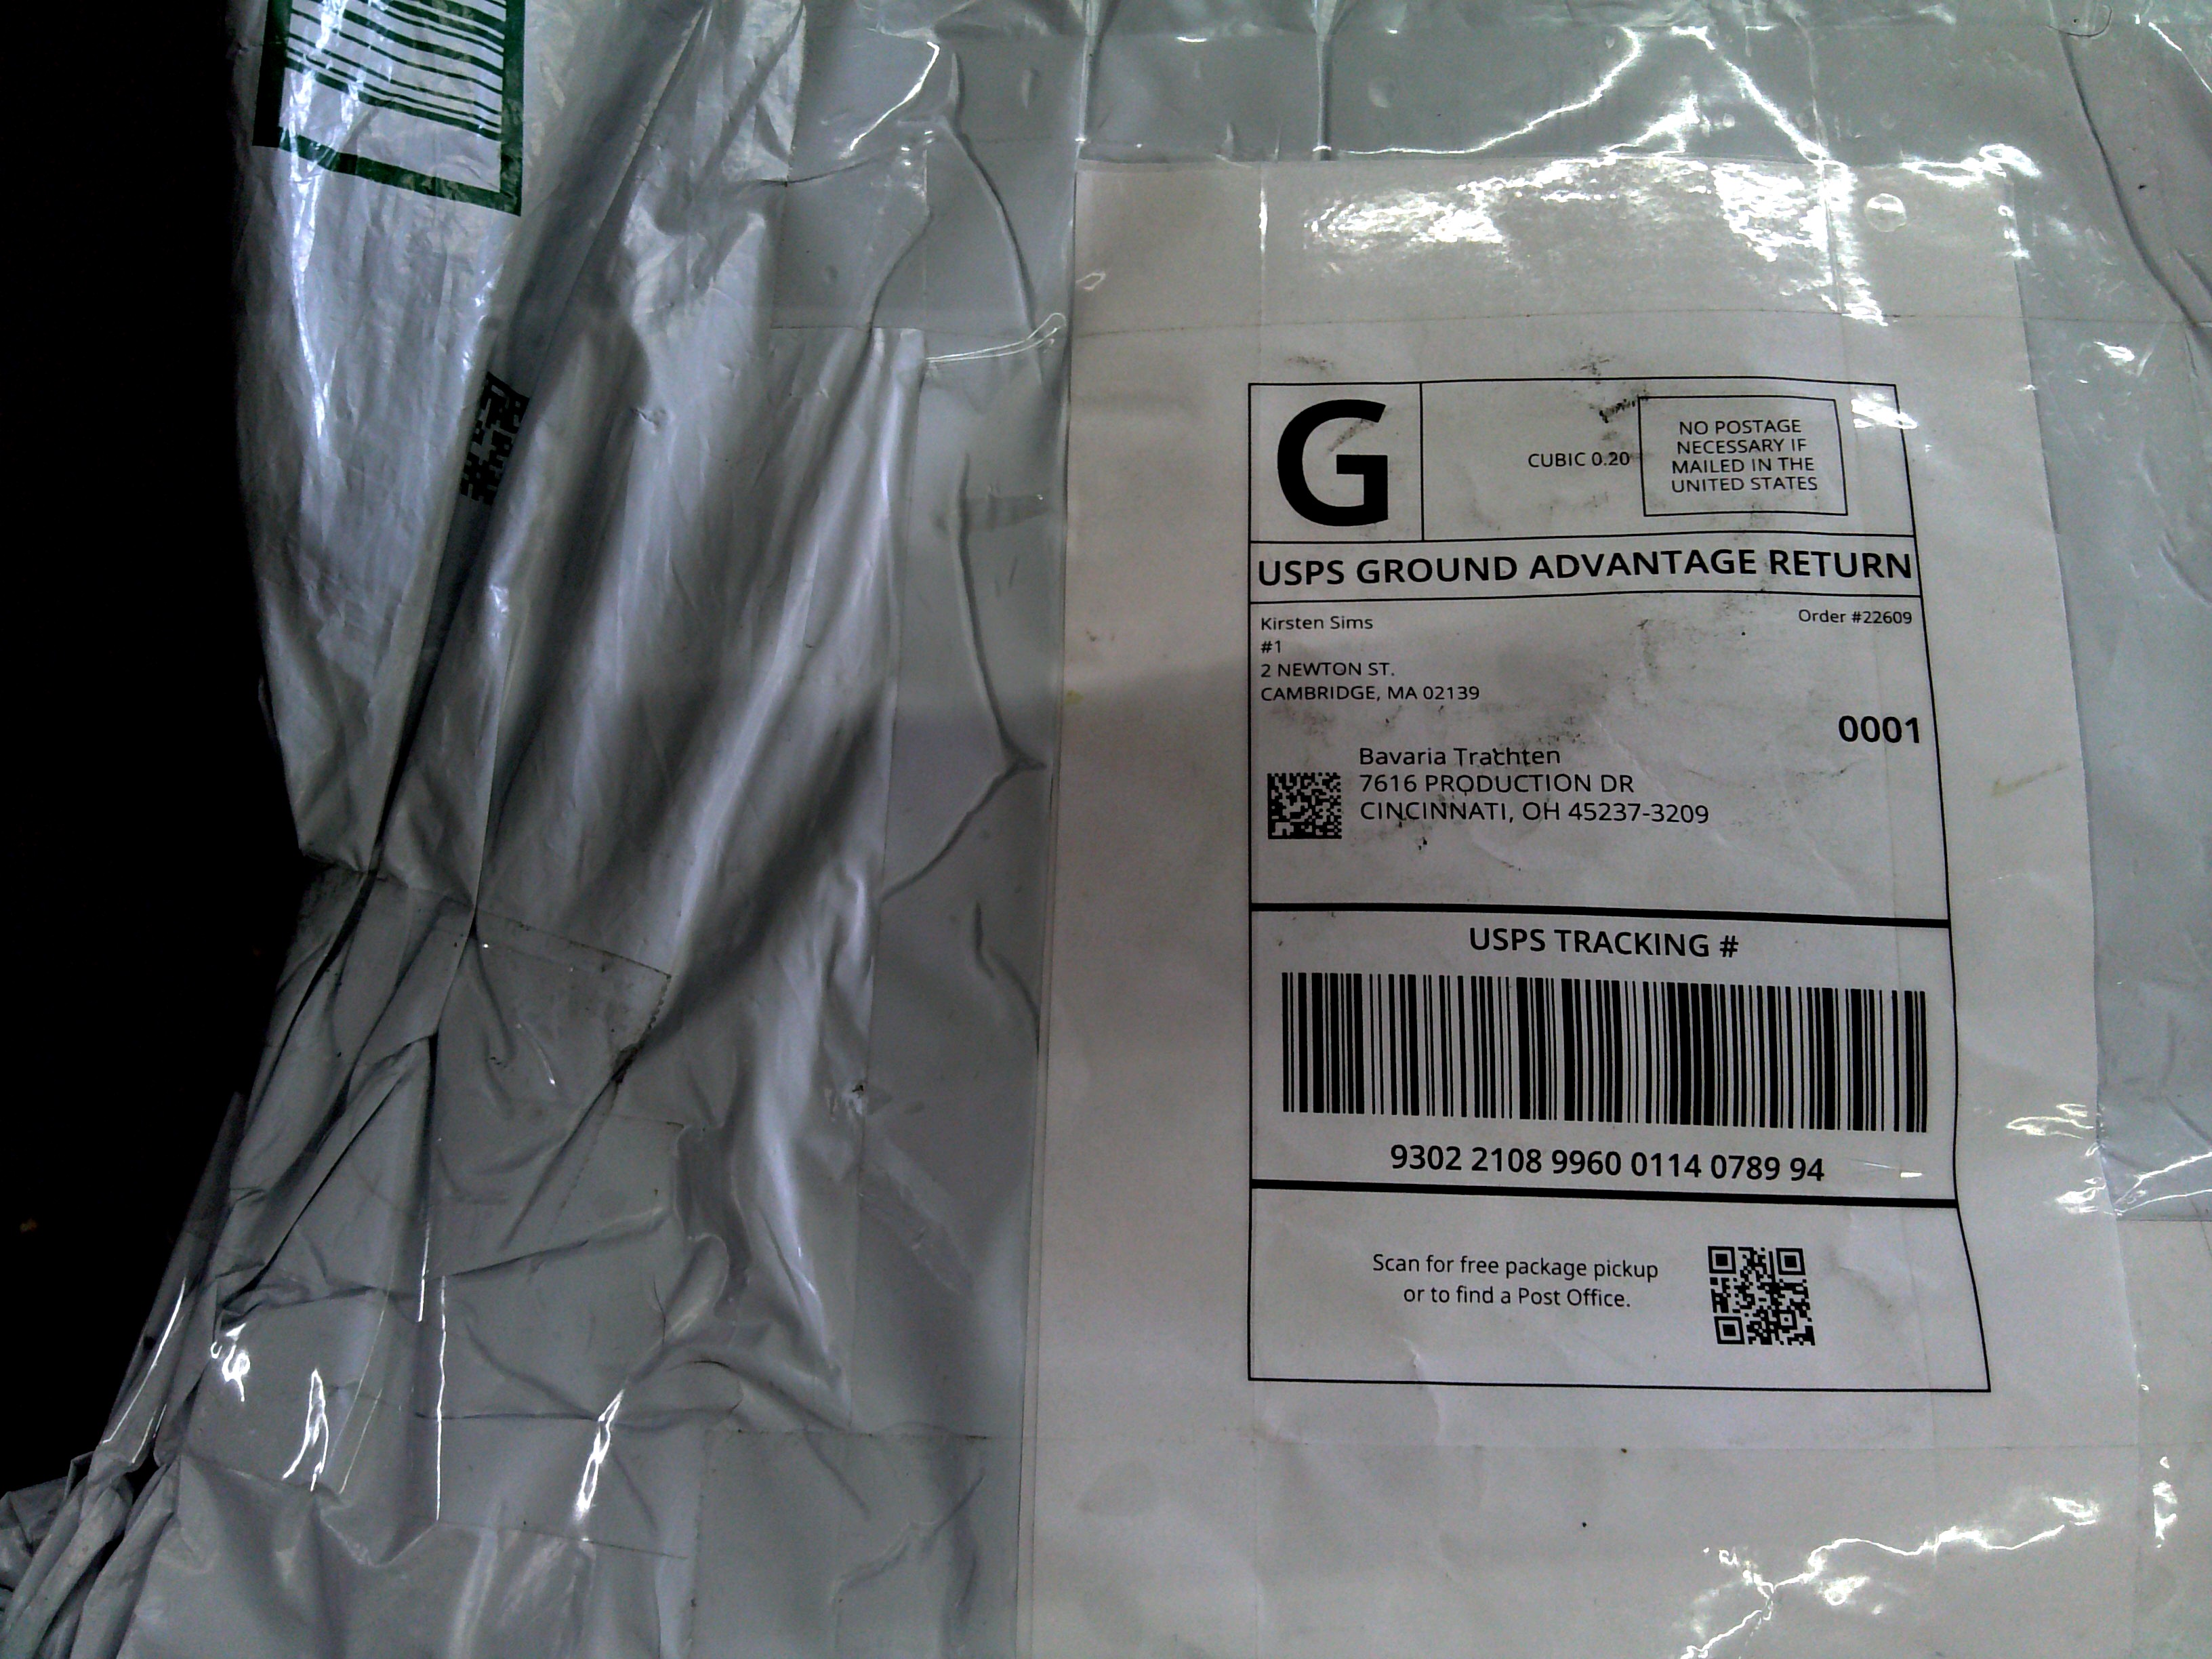 G
CUBIC 0.20
NO POSTAGE
NECESSARY IF
MAILED IN THE
UNITED STATES
USPS GROUND ADVANTAGE RETURN
Kirsten Sims
Order #22609
#1
2 NEWTON ST.
CAMBRIDGE, MA 02139
0001
Bavaria Trachten
7616 PRODUCTION DR
CINCINNATI, OH 45237-3209
USPS TRACKING #
9302 2108 9960 0114 0789 94
Scan for free package pickup
or to find a Post Office.